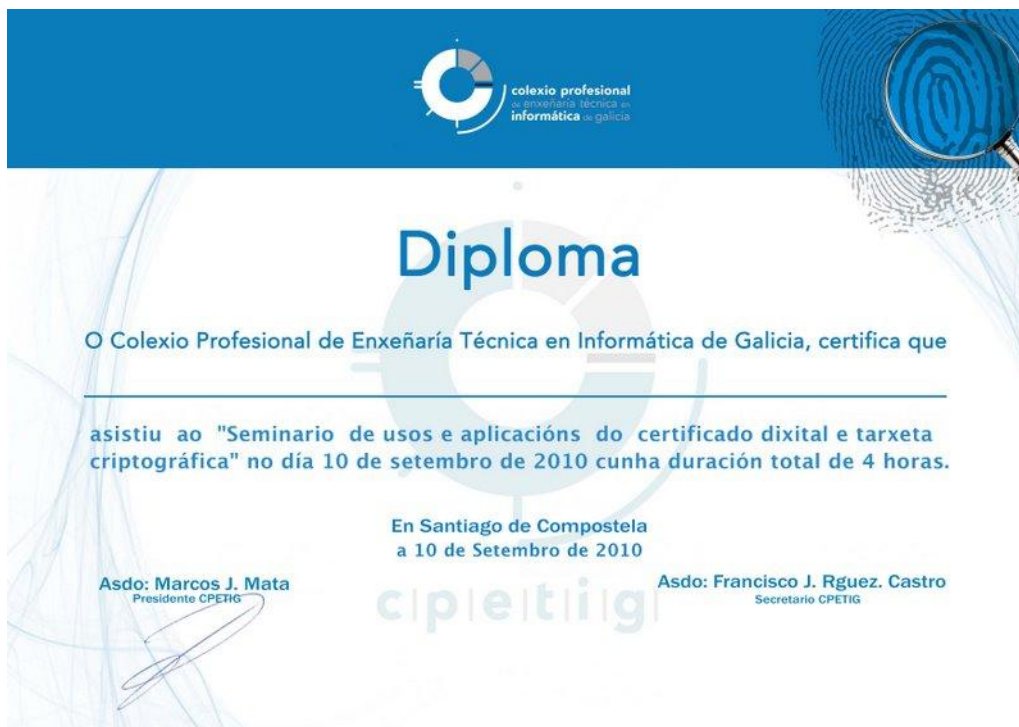 colexio profesional
de enxeñaría técnica en
informática de galicia
Diploma
O Colexio Profesional de Enxeñaría Técnica en Informática de Galicia, certifica que
asistiu ao "Seminario de usos e aplicacións do certificado dixital e tarxeta
criptográfica" no día 10 de setembro de 2010 cunha duración total de 4 horas.
En Santiago de Compostela
a 10 de Setembro de 2010
Asdo: Marcos J. Mata
Presidente CPETIG
Asdo: Francisco J. Rguez. Castro
Secretario CPETIG
c|p|e|t|i|g|